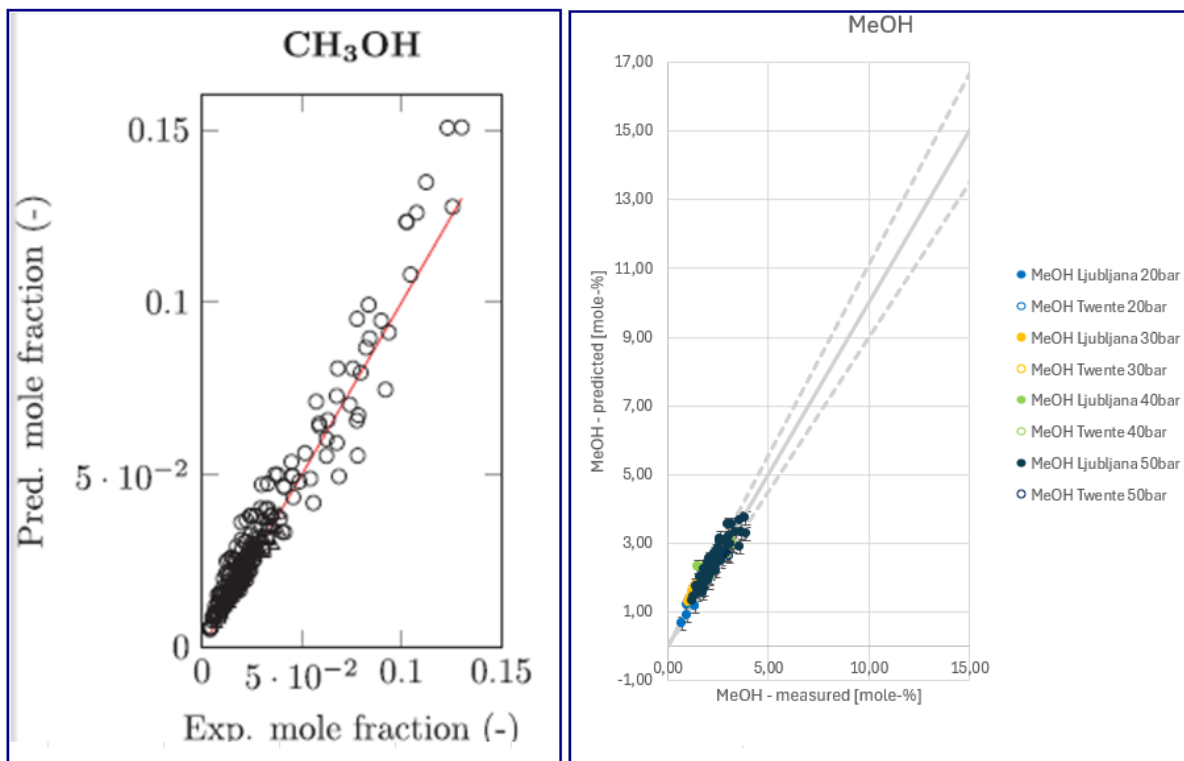 CH₃OH
0.15
0.1
5 · 10⁻²
0
0
5 · 10⁻²
0.1
0.15
Pred. mole fraction (-)
Exp. mole fraction (-)
MeOH
17,00
15,00
13,00
11,00
9,00
7,00
5,00
3,00
1,00
-1,00
0,00
5,00
10,00
15,00
MeOH - predicted [mole-%]
MeOH - measured [mole-%]
MeOH Ljubljana 20bar
MeOH Twente 20bar
MeOH Ljubljana 30bar
MeOH Twente 30bar
MeOH Ljubljana 40bar
MeOH Twente 40bar
MeOH Ljubljana 50bar
MeOH Twente 50bar